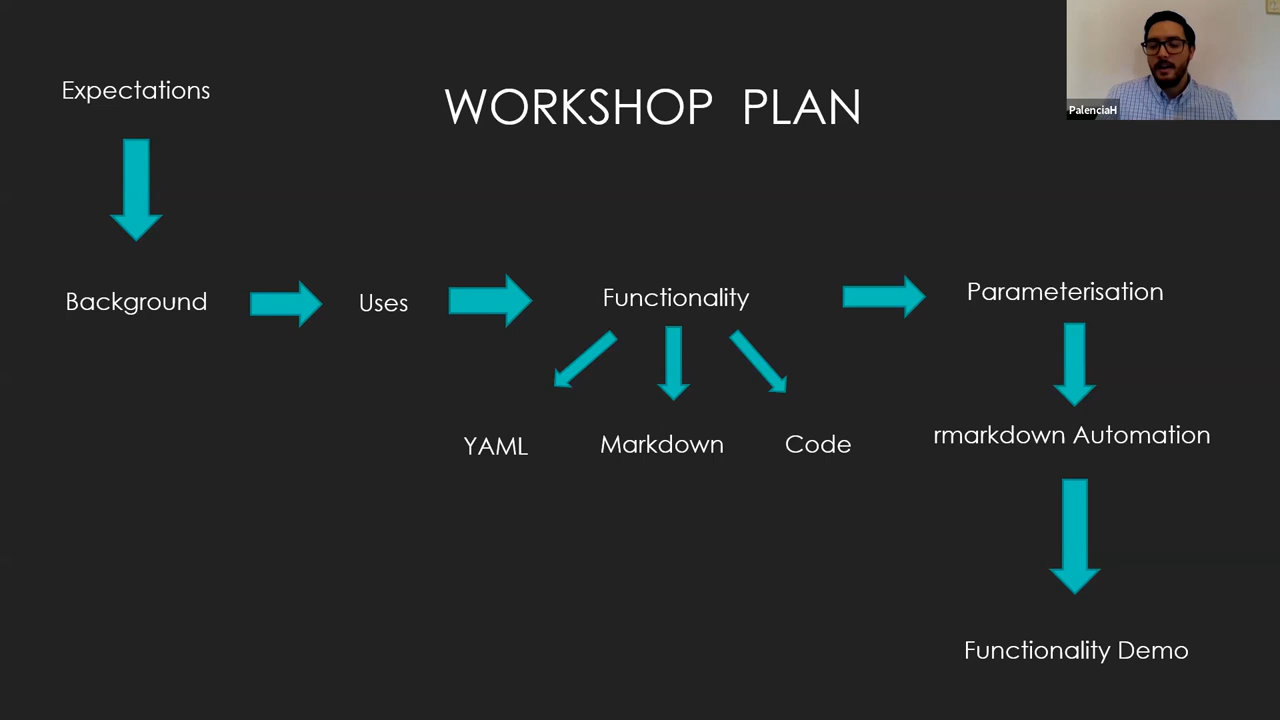 Expectations
WORKSHOP PLAN
PalenciaH
Background
Uses
Functionality
Parameterisation
YAML
Markdown
Code
rmarkdown Automation
Functionality Demo